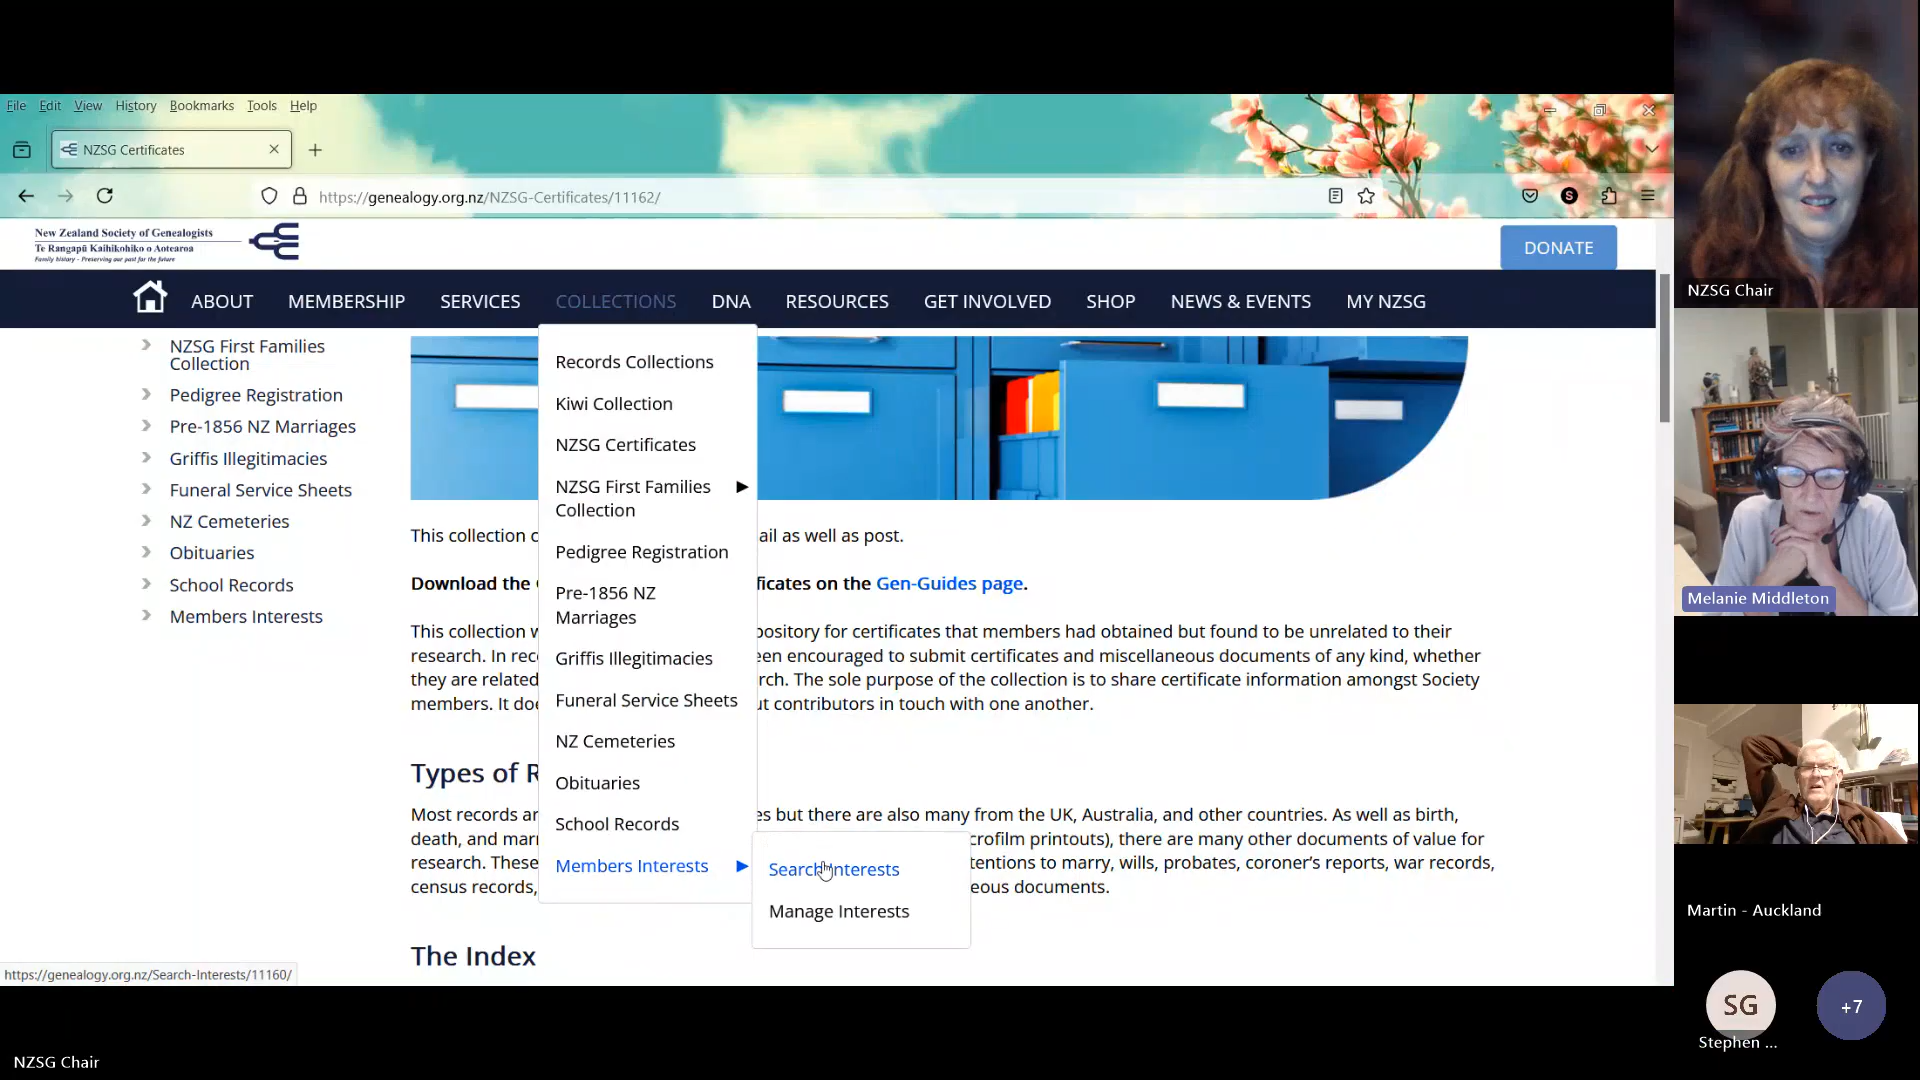 File Edit View History Bookmarks Tools Help
NZSG Certificates
https://genealogy.org.nz/NZSG-Certificates/11162/
New Zealand Society of Genealogists
Te Rangapū Kaihikohiko o Aotearoa
Family history - Preserving our past for the future
DONATE
ABOUT MEMBERSHIP SERVICES COLLECTIONS DNA RESOURCES GET INVOLVED SHOP NEWS & EVENTS MY NZSG
NZSG First Families
Collection
Pedigree Registration
Pre-1856 NZ Marriages
Griffis Illegitimacies
Funeral Service Sheets
NZ Cemeteries
Obituaries
School Records
Members Interests
Records Collections
Kiwi Collection
NZSG Certificates
NZSG First Families
Collection
Pedigree Registration
Pre-1856 NZ
Marriages
Griffis Illegitimacies
Funeral Service Sheets
NZ Cemeteries
Obituaries
School Records
Members Interests
Search Interests
Manage Interests
This collection ail as well as post.
Download the ficates on the Gen-Guides page.
This collection pository for certificates that members had obtained but found to be unrelated to their
research. In rec een encouraged to submit certificates and miscellaneous documents of any kind, whether
they are related rch. The sole purpose of the collection is to share certificate information amongst Society
members. It doe t contributors in touch with one another.
Types of R
Most records ar es but there are also many from the UK, Australia, and other countries. As well as birth,
death, and marr crofilm printouts), there are many other documents of value for
research. These tentions to marry, wills, probates, coroner's reports, war records,
census records, eous documents.
The Index
https://genealogy.org.nz/Search-Interests/11160/
NZSG Chair
NZSG Chair
Melanie Middleton
Martin - Auckland
SG
+7
Stephen ...